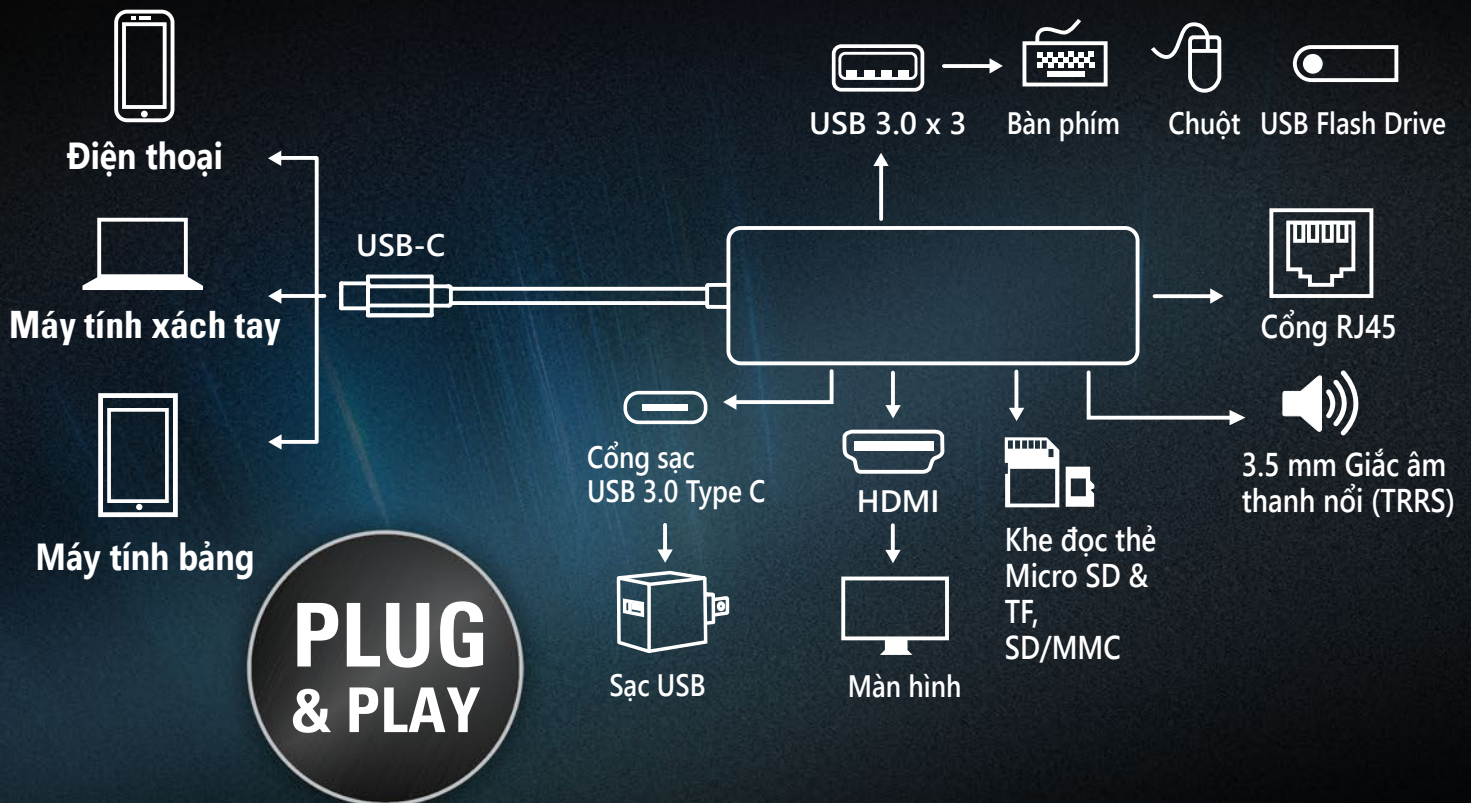 Điện thoại
Máy tính xách tay
Máy tính bảng
USB-C
USB 3.0 x 3
Bàn phím
Chuột
USB Flash Drive
Cổng RJ45
3.5 mm Giắc âm
thanh nổi (TRRS)
Cổng sạc
USB 3.0 Type C
Sạc USB
HDMI
Màn hình
Khe đọc thẻ
Micro SD &
TF,
SD/MMC
PLUG
& PLAY